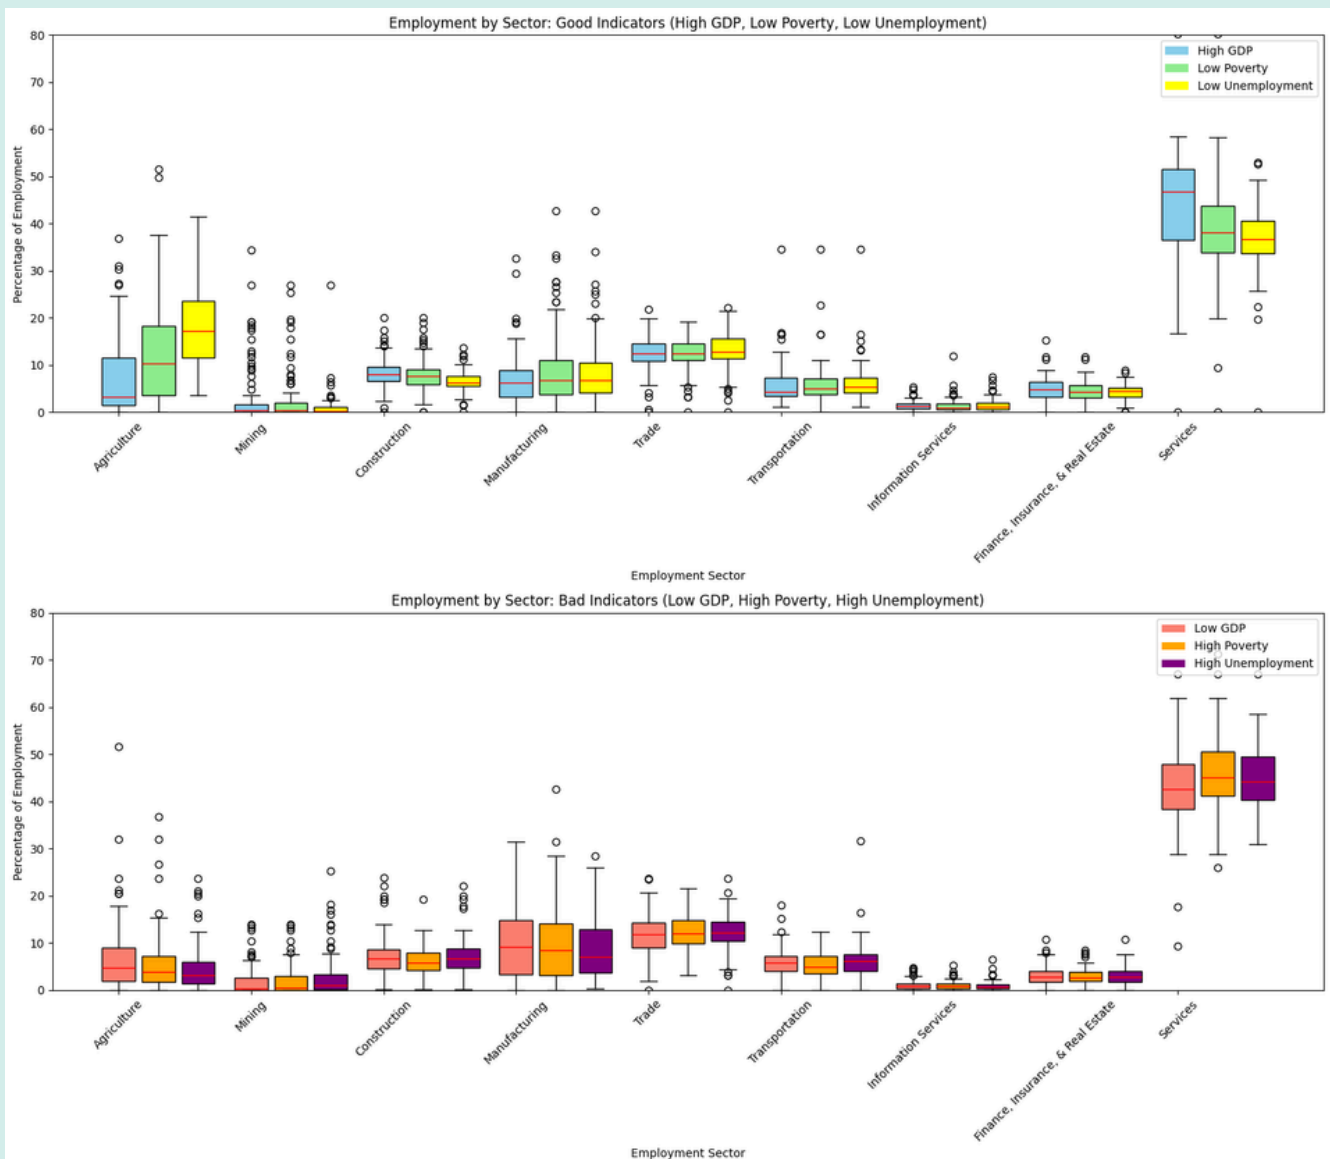 Employment by Sector: Good Indicators (High GDP, Low Poverty, Low Unemployment)
80
70
60
50
40
30
20
10
0
Percentage of Employment
High GDP
Low Poverty
Low Unemployment
Agriculture
Mining
Construction
Manufacturing
Trade
Transportation
Information Services
Finance, Insurance, & Real Estate
Services
Employment Sector
Employment by Sector: Bad Indicators (Low GDP, High Poverty, High Unemployment)
80
70
60
50
40
30
20
10
0
Percentage of Employment
Low GDP
High Poverty
High Unemployment
Agriculture
Mining
Construction
Manufacturing
Trade
Transportation
Information Services
Finance, Insurance, & Real Estate
Services
Employment Sector